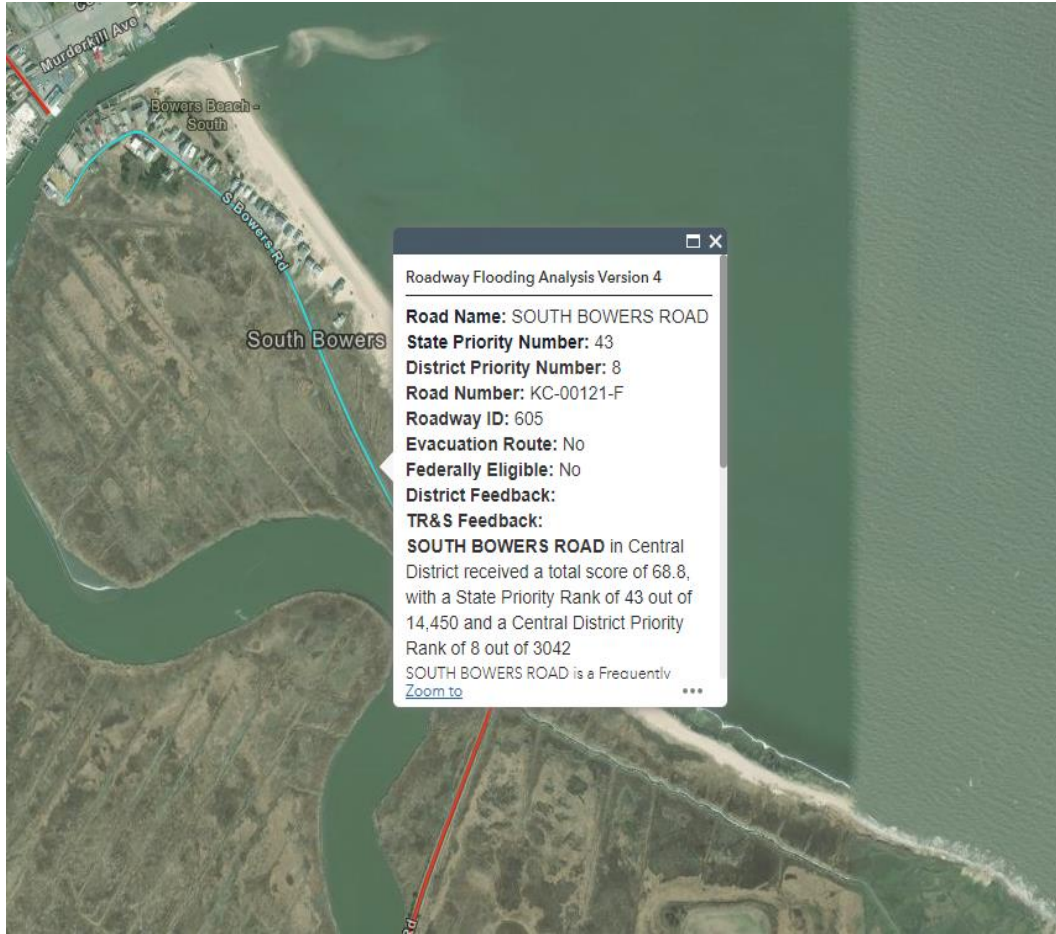 Murderkill Ave
Bowers Beach -
South
S Bowers Rd
South Bowers
Roadway Flooding Analysis Version 4
Road Name: SOUTH BOWERS ROAD
State Priority Number: 43
District Priority Number: 8
Road Number: KC-00121-F
Roadway ID: 605
Evacuation Route: No
Federally Eligible: No
District Feedback:
TR&S Feedback:
SOUTH BOWERS ROAD in Central
District received a total score of 68.8,
with a State Priority Rank of 43 out of
14,450 and a Central District Priority
Rank of 8 out of 3042
SOUTH BOWERS ROAD is a Frequently
Zoom to
Rd